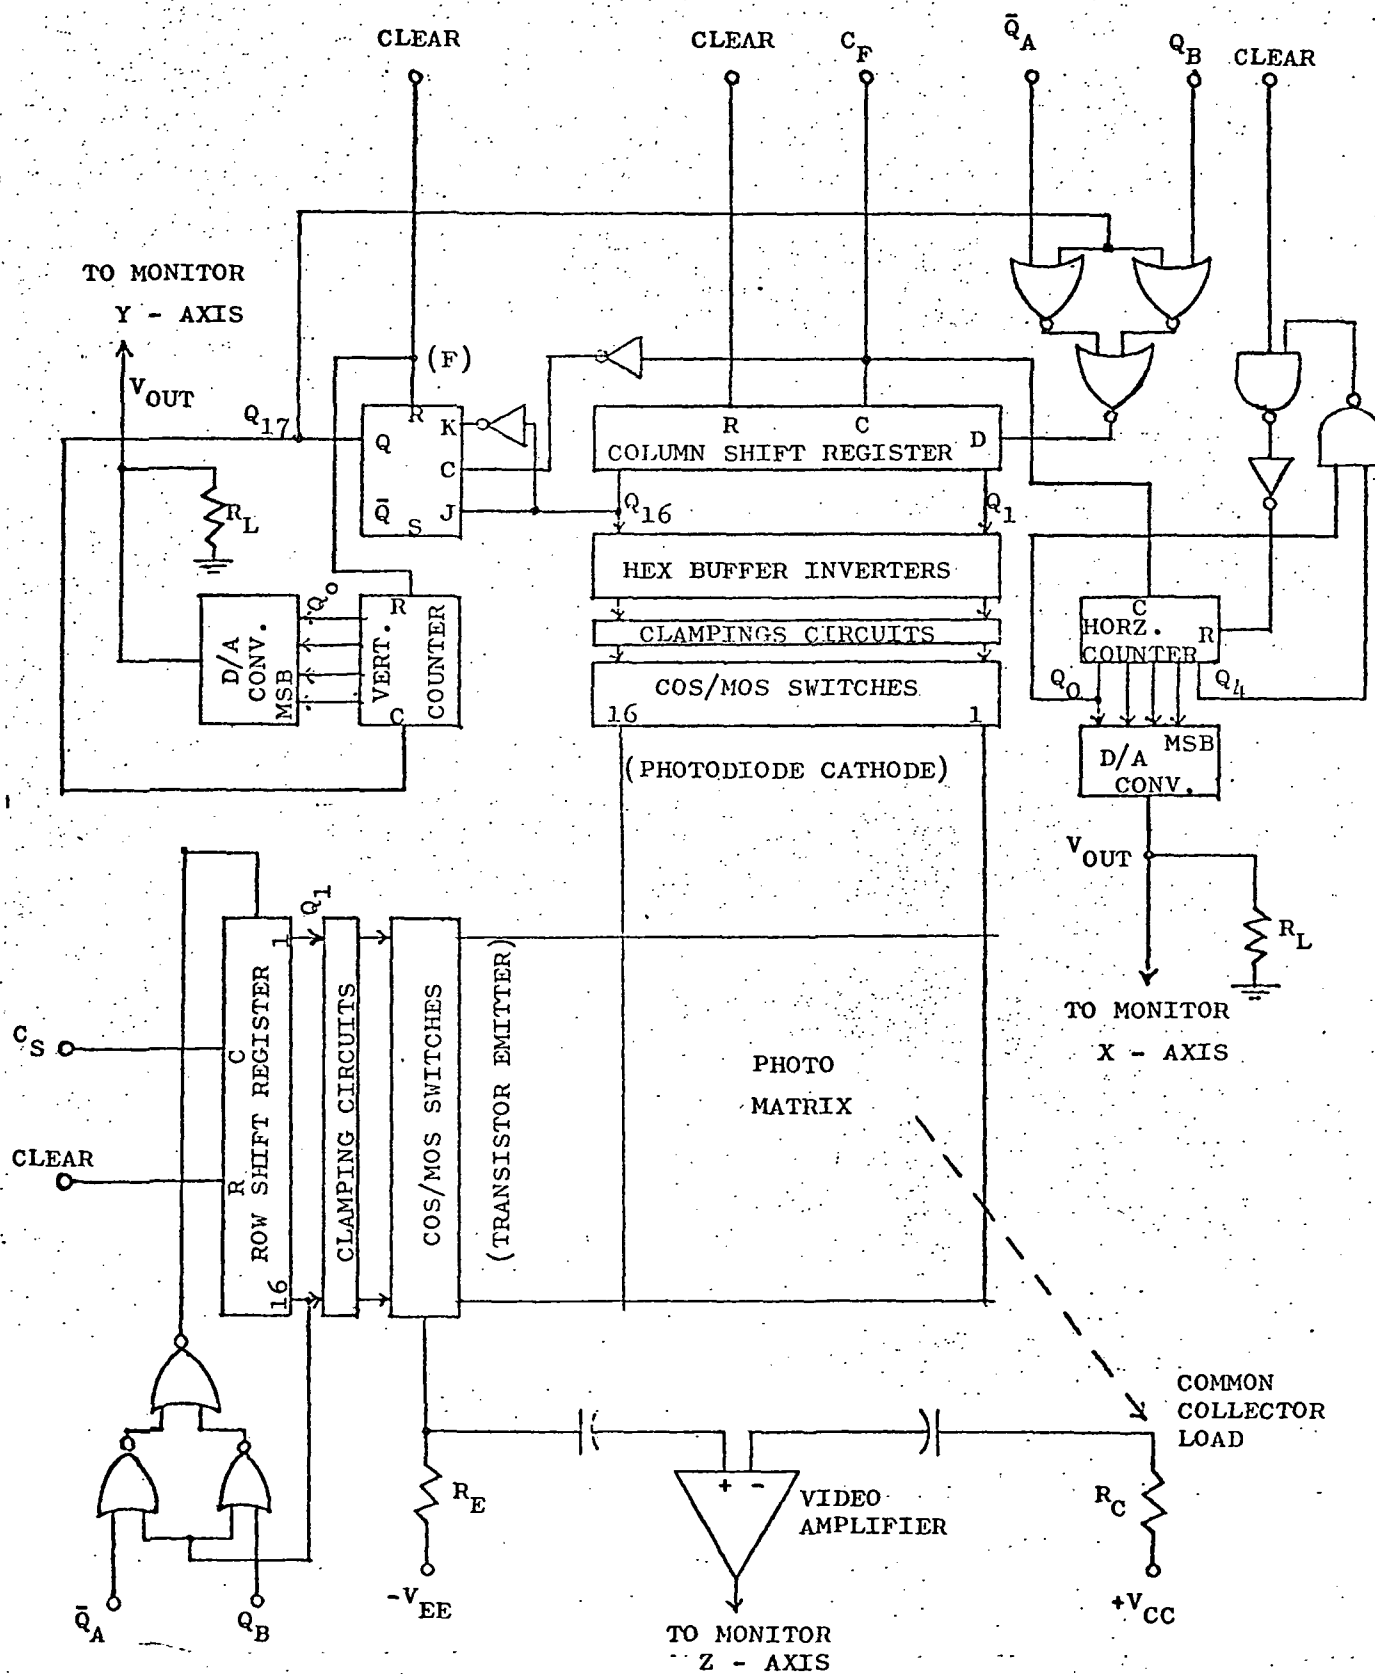 CLEAR
CLEAR
C_F
Q̄_A
Q_B
CLEAR
TO MONITOR
Y - AXIS
V_OUT
(F)
Q_17
R
Q
K
C
Q̄
S
J
R_L
R
C
D
COLUMN SHIFT REGISTER
Q_16
Q_1
HEX BUFFER INVERTERS
CLAMPINGS CIRCUITS
COS/MOS SWITCHES
16
1
(PHOTODIODE CATHODE)
Q_0
D/A
CONV.
MSB
R
VERT.
COUNTER
C
C
HORZ.
R
COUNTER
Q_0
Q_4
MSB
D/A
CONV.
V_OUT
R_L
TO MONITOR
X - AXIS
C_S
CLEAR
C
R
ROW SHIFT REGISTER
1
16
Q_1
CLAMPING CIRCUITS
COS/MOS SWITCHES
(TRANSISTOR EMITTER)
PHOTO
MATRIX
COMMON
COLLECTOR
LOAD
R_E
-V_EE
+ -
VIDEO
AMPLIFIER
R_C
+V_CC
Q̄_A
Q_B
TO MONITOR
Z - AXIS